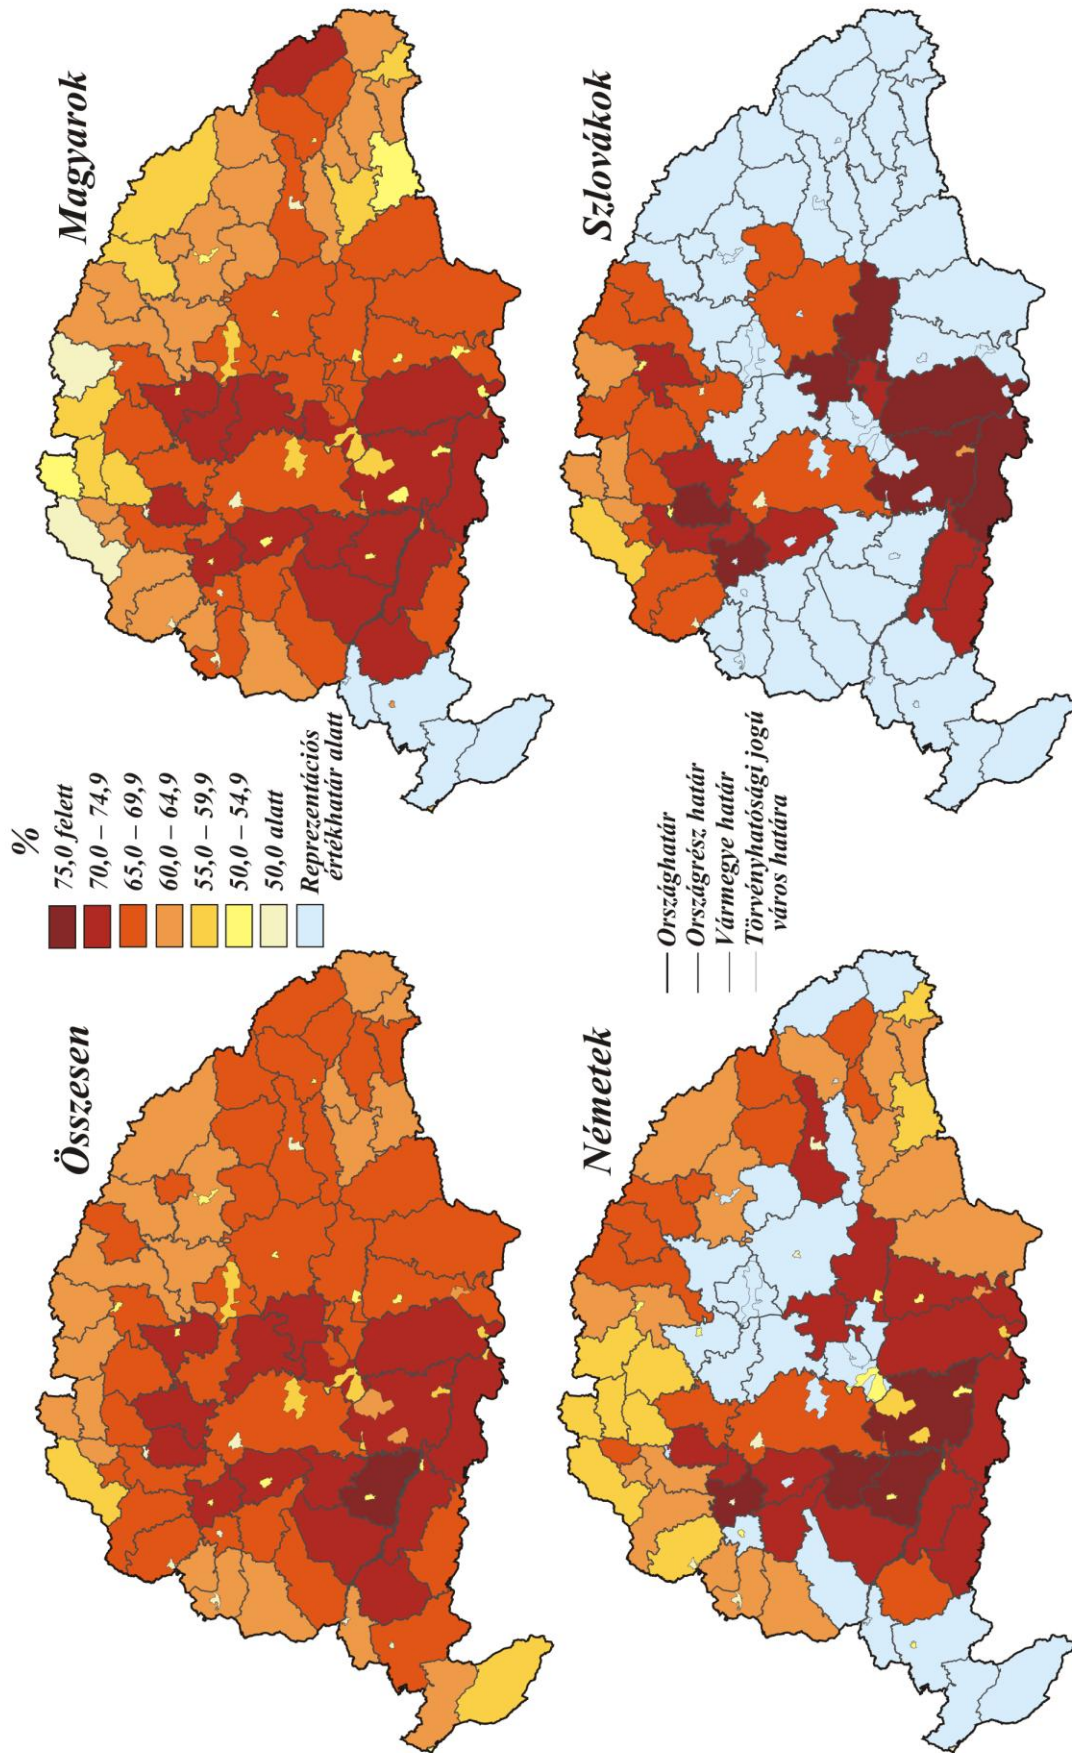 Összesen
%
75,0 felett
70,0 – 74,9
65,0 – 69,9
60,0 – 64,9
55,0 – 59,9
50,0 – 54,9
50,0 alatt
Reprezentációs
értékhatár alatt
Magyarok
Németek
Országhatár
Országrész határ
Vármegye határ
Törvényhatósági jogú
város határa
Szlovákok